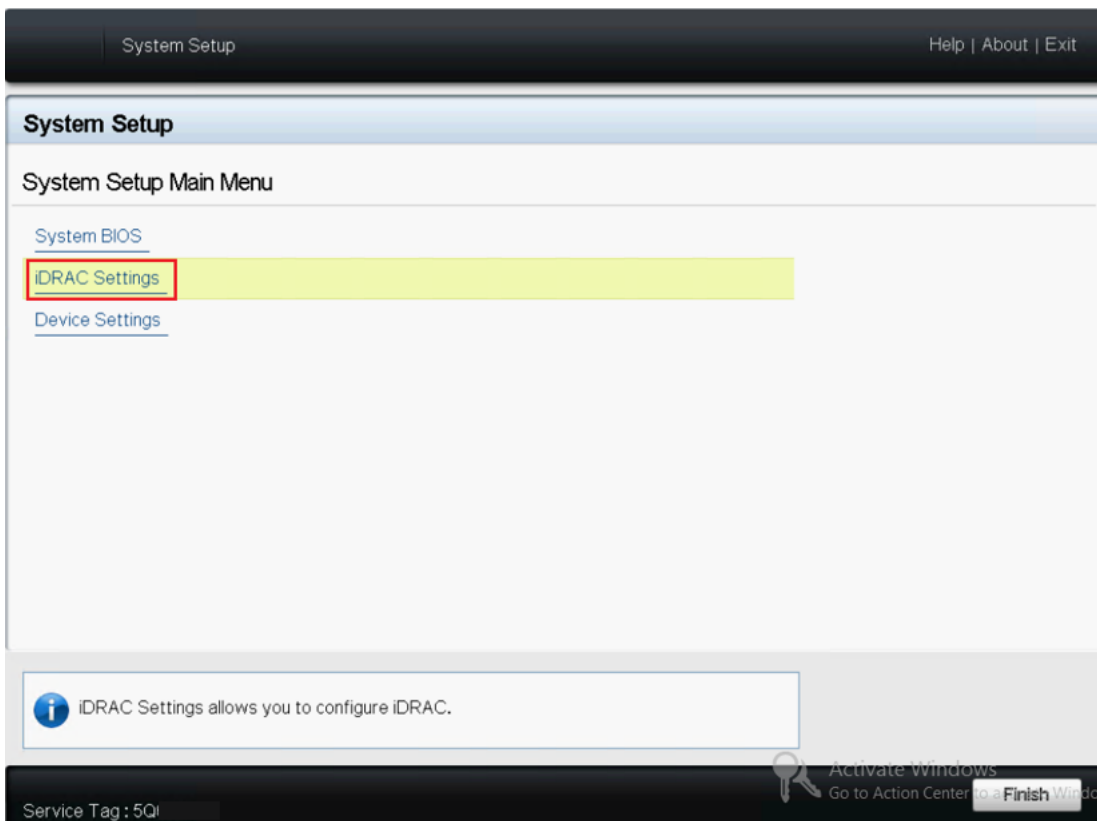 System Setup
Help | About | Exit
System Setup
System Setup Main Menu
System BIOS
iDRAC Settings
Device Settings
iDRAC Settings allows you to configure iDRAC.
Activate Windows
Go to Action Center to a
Finish
Service Tag : 5Q